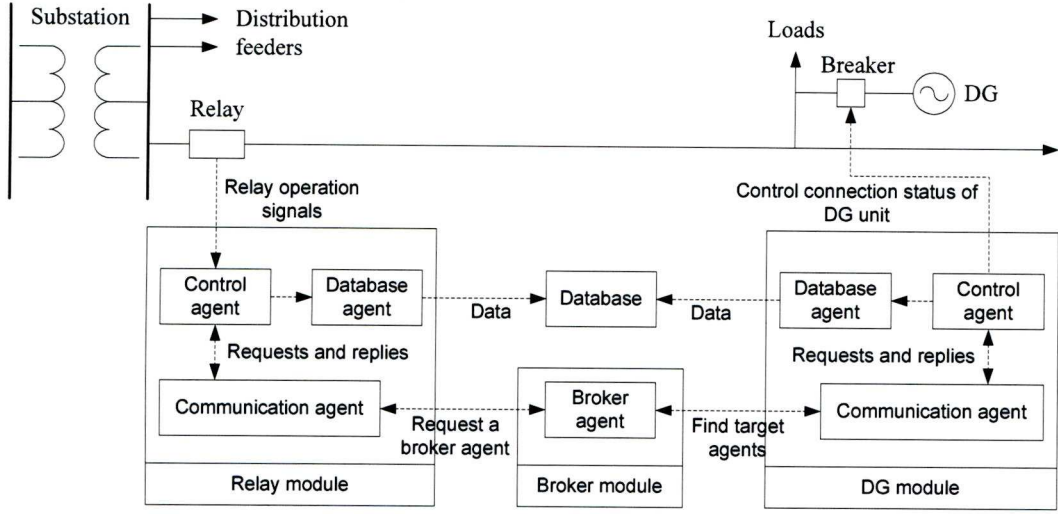 Substation
Distribution
feeders
Loads
Breaker
DG
Relay
Relay operation
signals
Control connection status of
DG unit
Control
agent
Database
agent
Data
Database
Data
Database
agent
Control
agent
Requests and replies
Requests and replies
Communication agent
Request a
broker agent
Broker
agent
Find target
agents
Communication agent
Relay module
Broker module
DG module